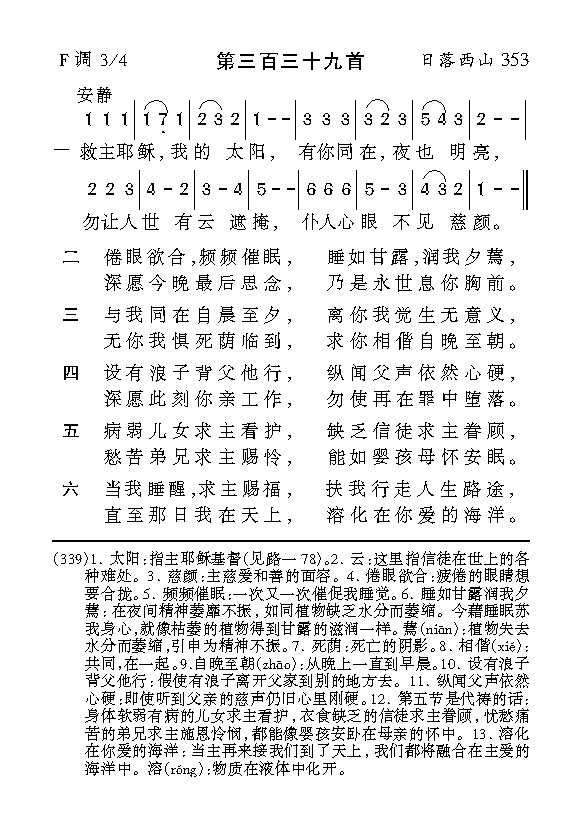 F 调 3/4 第三百三十九首 日落西山 353
安静
1 1 1 | 1 7 1 | 2 3 2 | 1 - - | 3 3 3 | 3 2 3 | 5 4 3 | 2 - - |
一 救主耶稣,我的 太阳, 有你同在,夜也 明亮,
2 2 3 | 4 - 2 | 3 - 4 | 5 - - | 6 6 6 | 5 - 3 | 4 3 2 | 1 - - ‖
勿让人世 有云 遮掩, 仆人心眼 不见 慈颜。
二 倦眼欲合,频频催眠, 睡如甘露,润我夕蔫,
深愿今晚最后思念, 乃是永世息你胸前。
三 与我同在自晨至夕, 离你我觉生无意义,
无你我惧死荫临到, 求你相偕自晚至朝。
四 设有浪子背父他行, 纵闻父声依然心硬,
深愿此刻你亲工作, 勿使再在罪中堕落。
五 病弱儿女求主看护, 缺乏信徒求主眷顾,
愁苦弟兄求主赐怜, 能如婴孩母怀安眠。
六 当我睡醒,求主赐福, 扶我行走人生路途,
直至那日我在天上, 溶化在你爱的海洋。
(339)1. 太阳:指主耶稣基督(见路一 78)。2. 云:这里指信徒在世上的各
种难处。3. 慈颜:主慈爱和善的面容。4. 倦眼欲合:疲倦的眼睛想
要合拢。5. 频频催眠:一次又一次催促我睡觉。6. 睡如甘露润我夕
蔫:在夜间精神萎靡不振,如同植物缺乏水分而萎缩。今藉睡眠苏
我身心,就像枯萎的植物得到甘露的滋润一样。蔫(niān):植物失去
水分而萎缩,引申为精神不振。7. 死荫:死亡的阴影。8. 相偕(xié):
共同,在一起。9.自晚至朝(zhāo):从晚上一直到早晨。10. 设有浪子
背父他行:假使有浪子离开父家到别的地方去。11. 纵闻父声依然
心硬:即使听到父亲的慈声仍旧心里刚硬。12. 第五节是代祷的话:
身体软弱有病的儿女求主看护,衣食缺乏的信徒求主眷顾,忧愁痛
苦的弟兄求主施恩怜悯,都能像婴孩安卧在母亲的怀中。13. 溶化
在你爱的海洋:当主再来接我们到了天上,我们都将融合在主爱的
海洋中。溶(róng):物质在液体中化开。